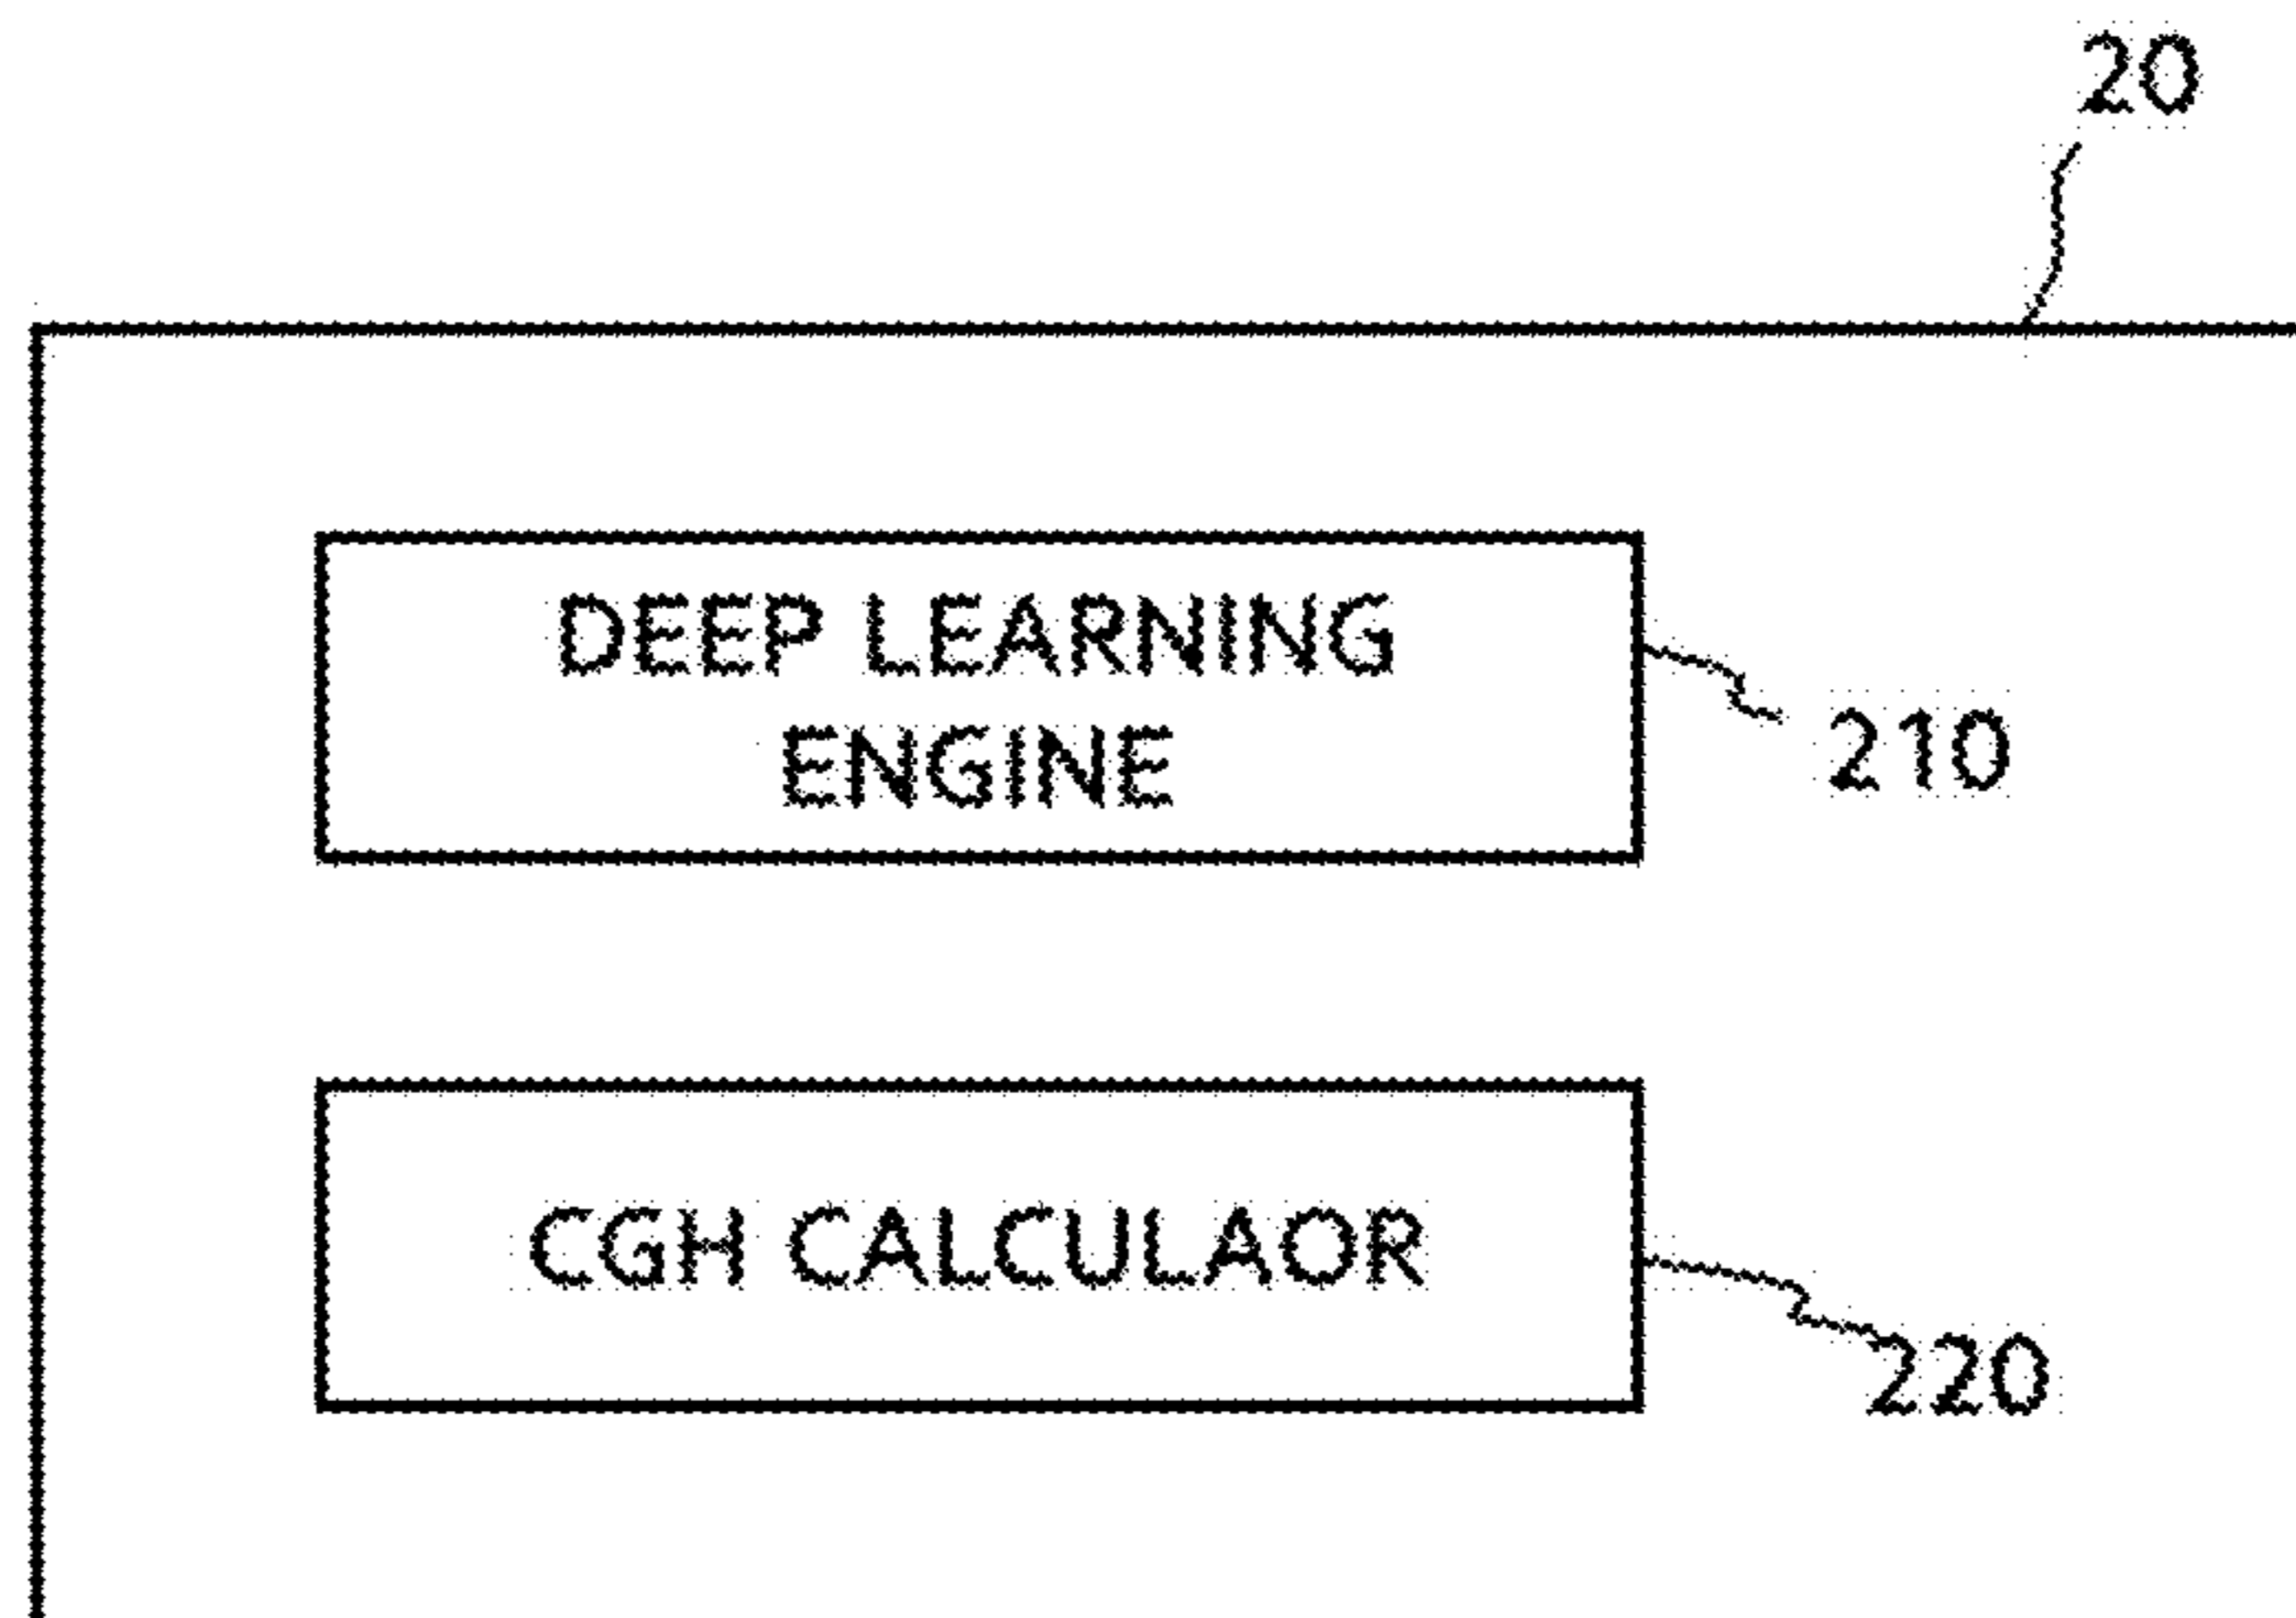 20
DEEP LEARNING
ENGINE
210
CGH CALCULAOR
220